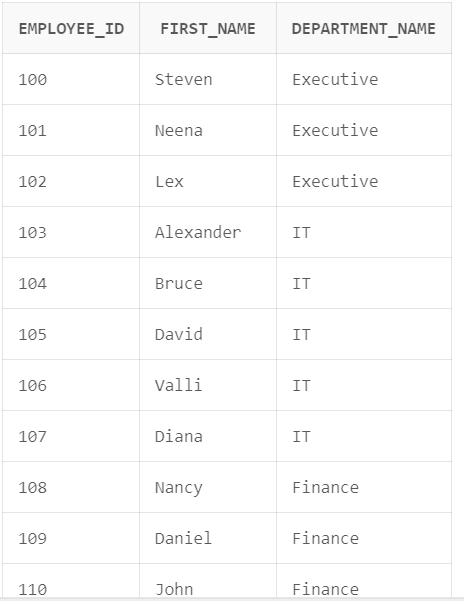 EMPLOYEE_ID FIRST_NAME DEPARTMENT_NAME
100 Steven Executive
101 Neena Executive
102 Lex Executive
103 Alexander IT
104 Bruce IT
105 David IT
106 Valli IT
107 Diana IT
108 Nancy Finance
109 Daniel Finance
110 John Finance